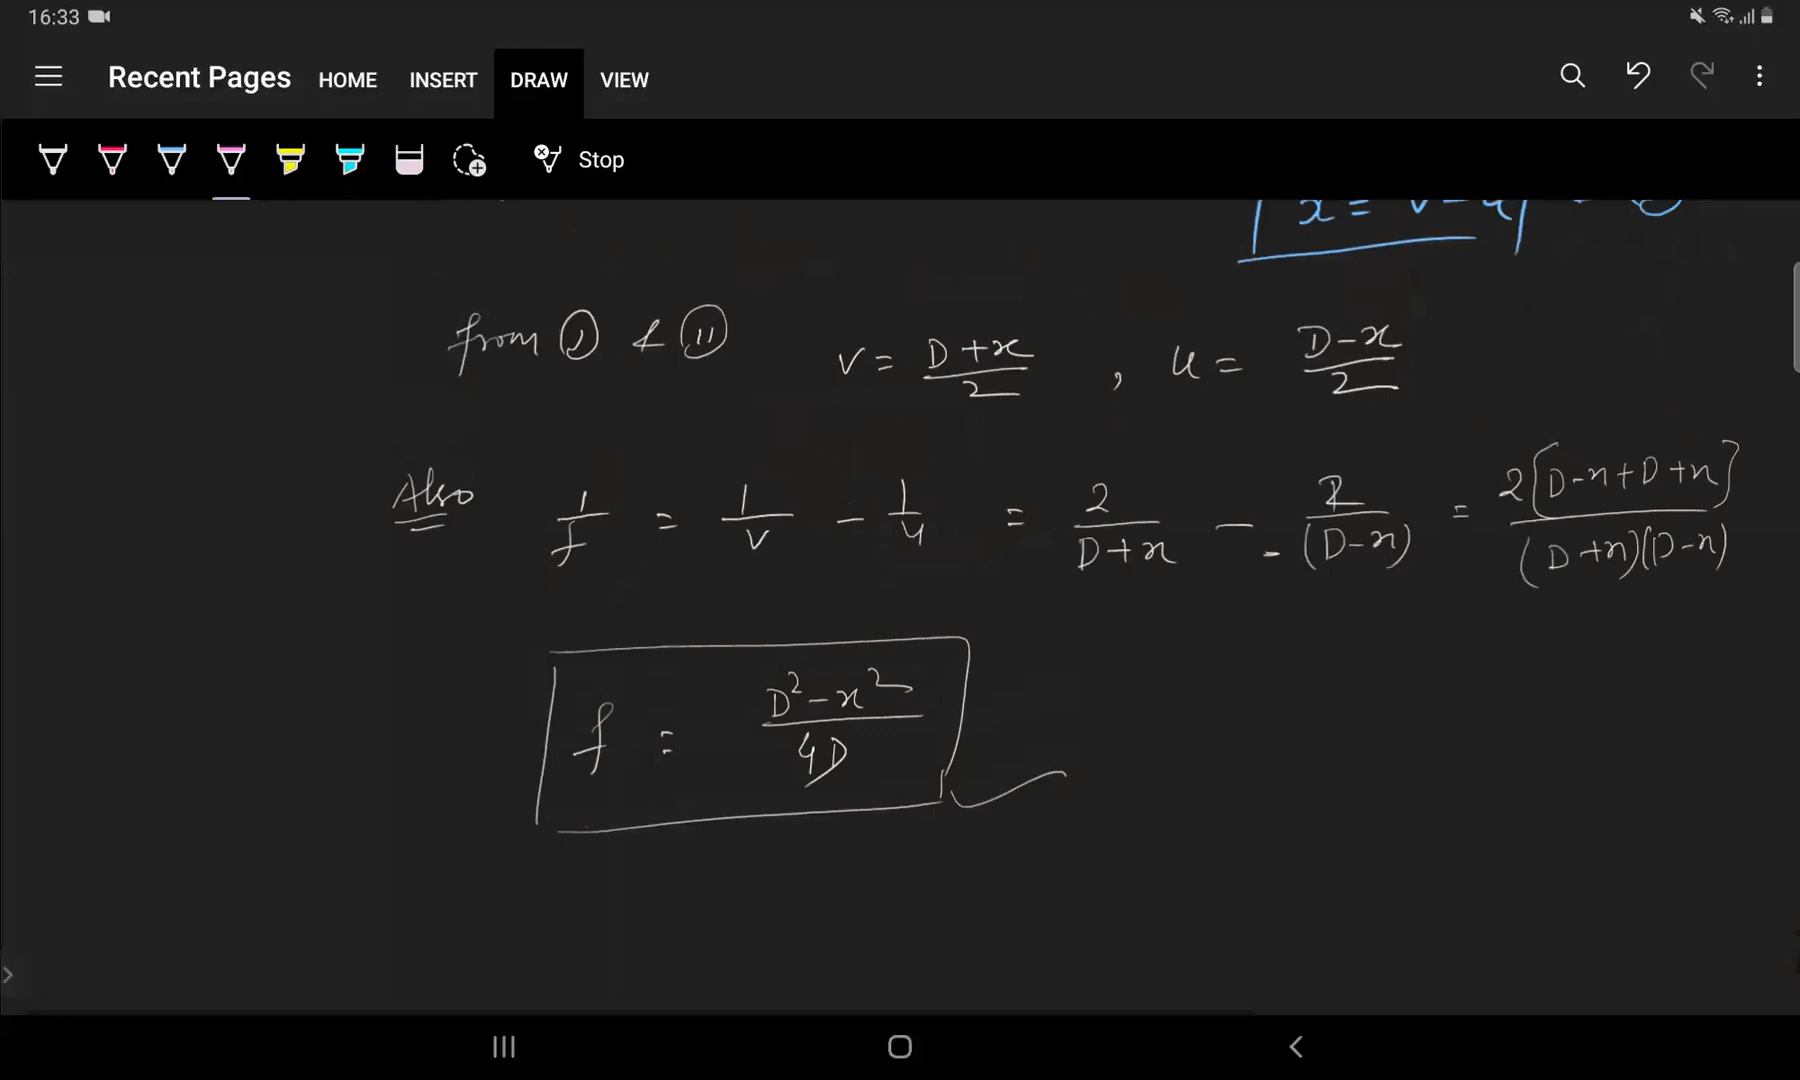 16:33
Recent Pages HOME INSERT DRAW VIEW
Stop
x = v - u
from (I) & (II) v = D+x/2 , u = D-x/2
Also 1/f = 1/v - 1/u = 2/D+x - 2/-(D-x) = 2[D-x+D+x]/(D+x)(D-x)
f = D²-x²/4D